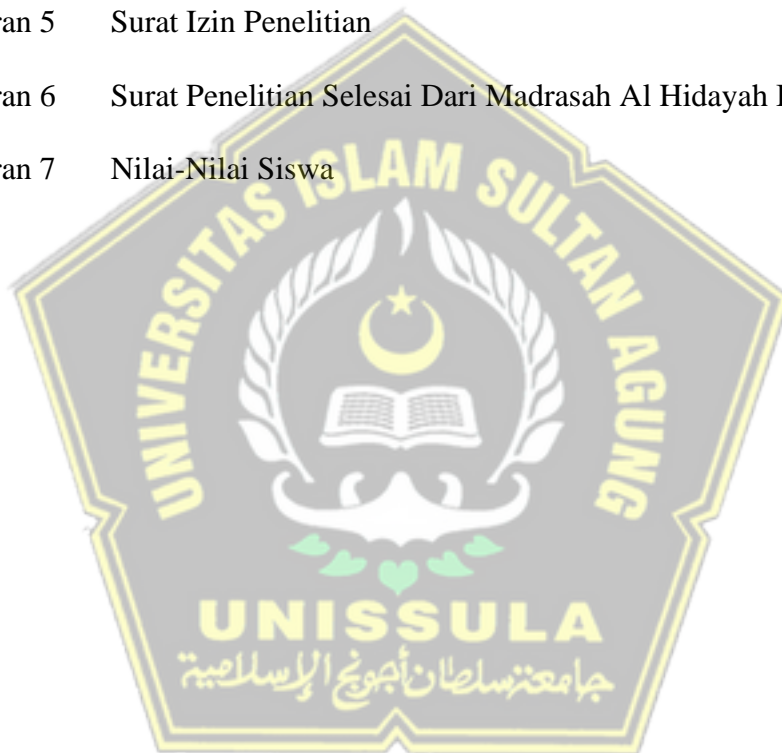 ran 5 Surat Izin Penelitian
ran 6 Surat Penelitian Selesai Dari Madrasah Al Hidayah
ran 7 Nilai-Nilai Siswa
UNIVERSITAS ISLAM SULTAN AGUNG
UNISSULA
جامعة سلطان أجونج الإسلامية